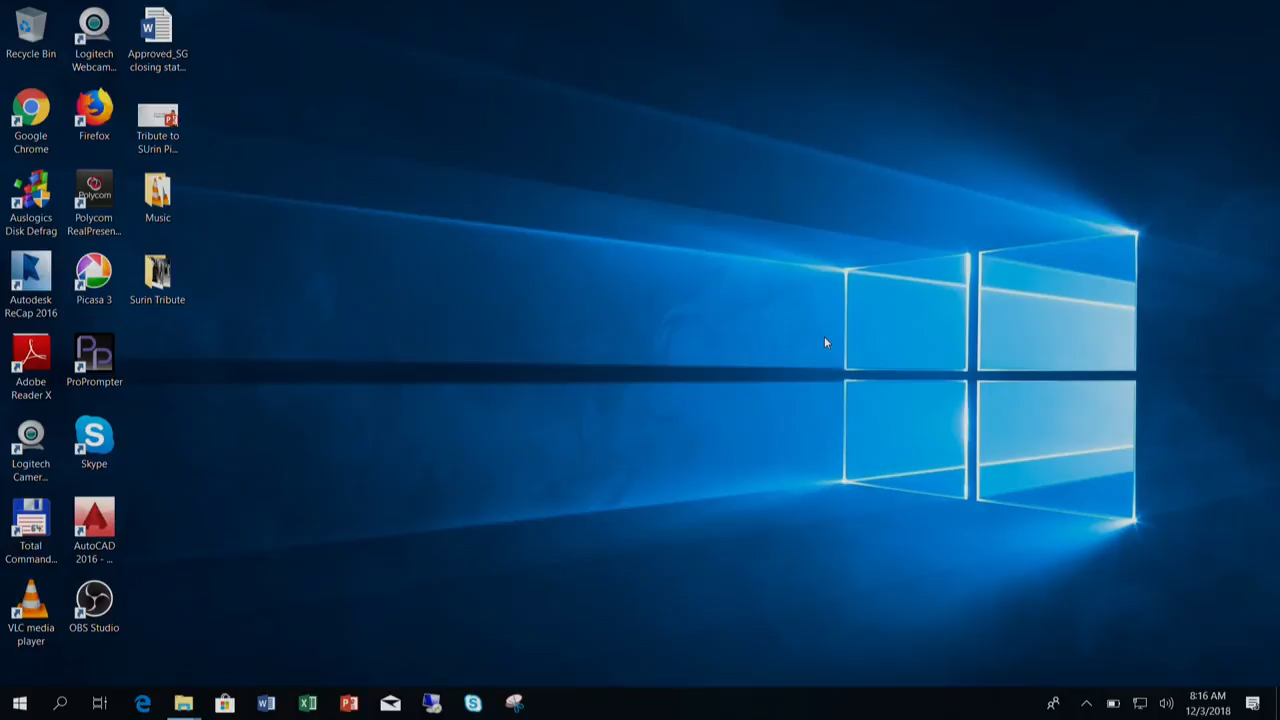 Recycle Bin
Logitech
Webcam...
Approved_SG
closing stat...
Google
Chrome
Firefox
Tribute to
SUrin Pi...
Auslogics
Disk Defrag
Polycom
Polycom
RealPresen...
Music
Autodesk
ReCap 2016
Picasa 3
Surin Tribute
Adobe
Reader X
ProPrompter
Logitech
Camer...
Skype
Total
Comman...
AutoCAD
2016 - ...
VLC media
player
OBS Studio
8:16 AM
12/3/2018